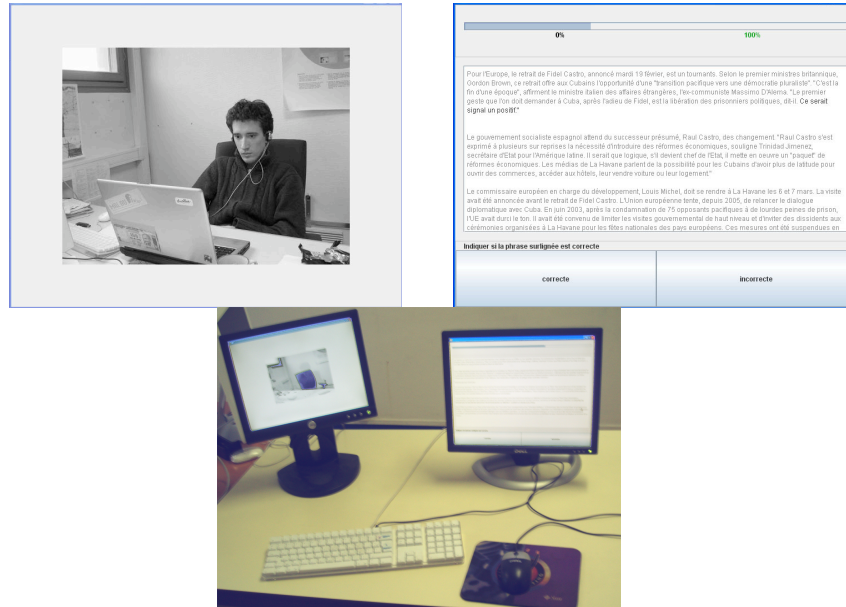 0%
100%
Pour l'Europe, le retrait de Fidel Castro, annoncé mardi 19 février, est un tournants. Selon le premier ministres britannique,
Gordon Brown, ce retrait offre aux Cubains l'opportunité d'une "transition pacifique vers une démocratie pluraliste". "C'est la
fin d'une époque", affirment le ministre italien des affaires étrangères, l'ex-communiste Massimo D'Alema. "Le premier
geste que l'on doit demander à Cuba, après l'adieu de Fidel, est la libération des prisonniers politiques, dit-il. Ce serait
signal un positif."
Le gouvernement socialiste espagnol attend du successeur présumé, Raul Castro, des changement. "Raul Castro s'est
exprimé à plusieurs sur reprises la nécessité d'introduire des réformes économiques, souligne Trinidad Jimenez,
secrétaire d'Etat pour l'Amérique latine. Il serait que logique, s'il devient chef de l'Etat, il mette en oeuvre un "paquet" de
réformes économiques. Les médias de La Havane parlent de la possibilité pour les Cubains d'avoir plus de latitude pour
ouvrir des commerces, accéder aux hôtels, leur vendre voiture ou leur logement."
Le commissaire européen en charge du développement, Louis Michel, doit se rendre à La Havane les 6 et 7 mars. La visite
avait été annoncée avant le retrait de Fidel Castro. L'Union européenne tente, depuis 2005, de relancer le dialogue
diplomatique avec Cuba. En juin 2003, après la condamnation de 75 opposants pacifiques à de lourdes peines de prison,
l'UE avait durci le ton. Il avait été convenu de limiter les visites gouvernemental de haut niveau et d'inviter des dissidents aux
cérémonies organisées à La Havane pour les fêtes nationales des pays européens. Ces mesures ont été suspendues en
Indiquer si la phrase surlignée est correcte
correcte
incorrecte